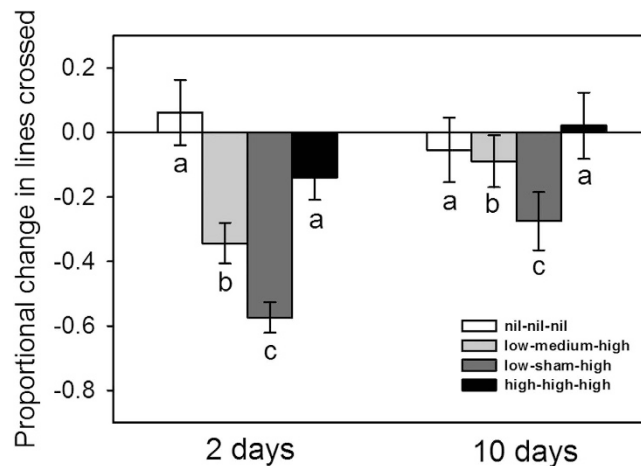 Proportional change in lines crossed
0.2
0.0
-0.2
-0.4
-0.6
-0.8
a
b
c
a
a
b
c
a
nil-nil-nil
low-medium-high
low-sham-high
high-high-high
2 days
10 days